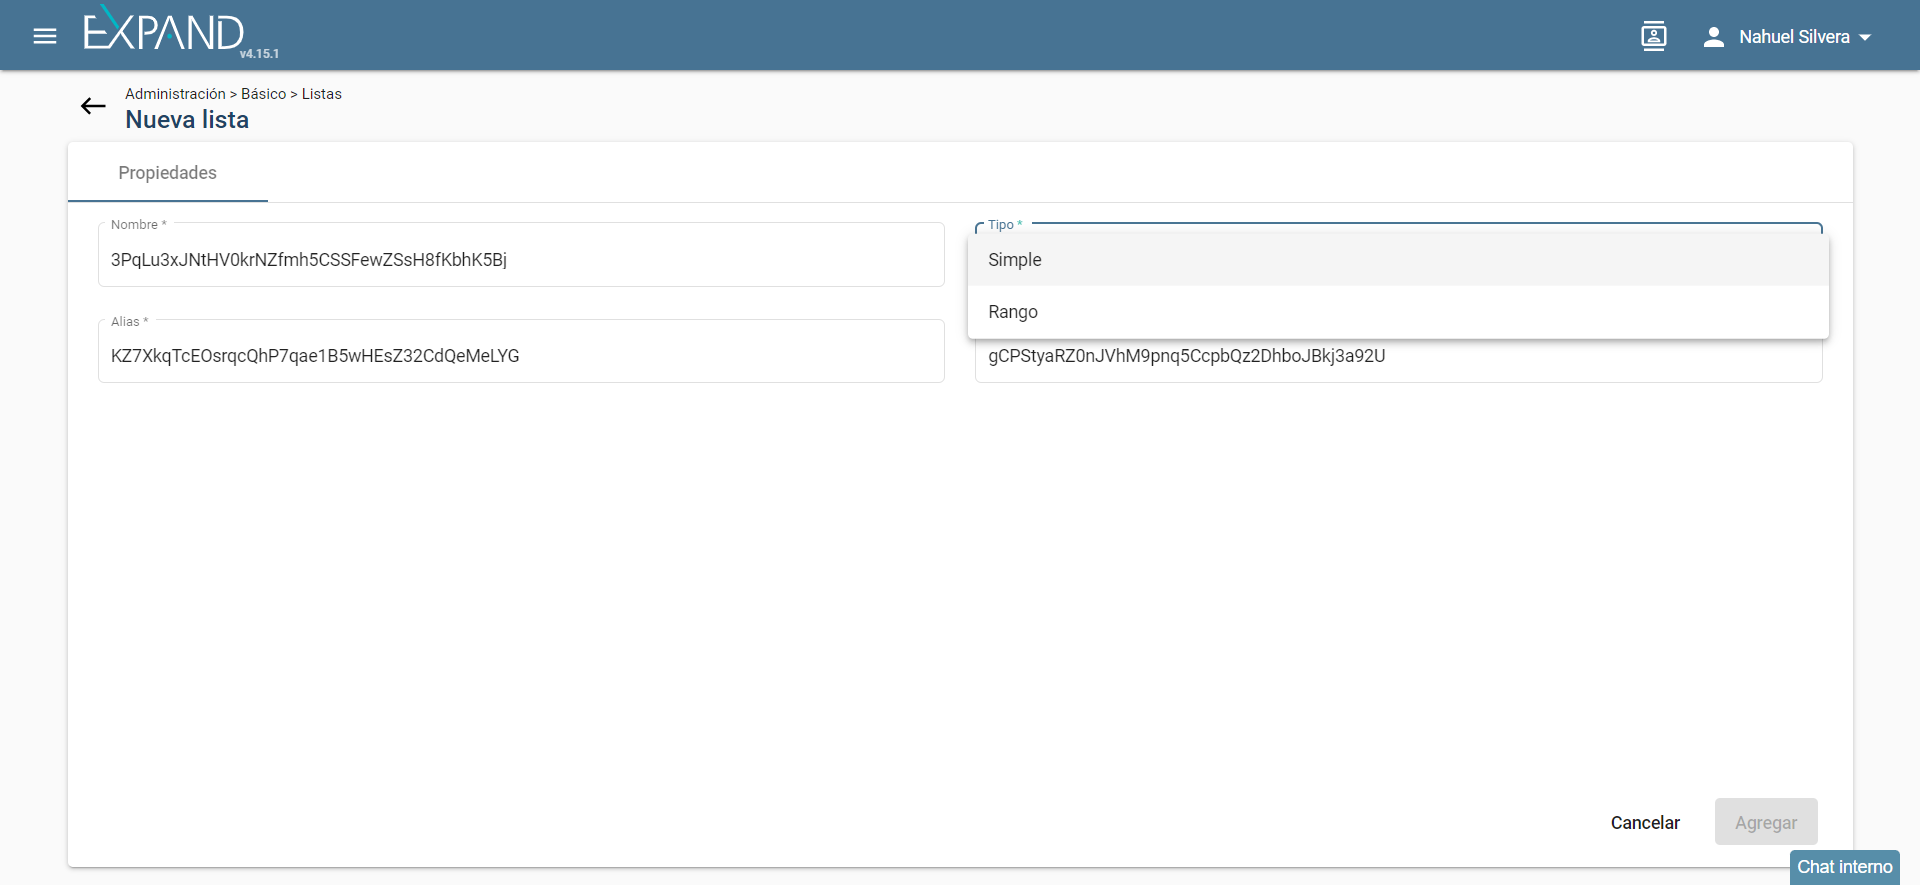 EXPAND
v4.15.1
Nahuel Silvera
Administración > Básico > Listas
Nueva lista
Propiedades
Nombre *
3PqLu3xJNtHV0krNZfmh5CSSFewZSsH8fKbhK5Bj
Tipo *
Simple
Rango
Alias *
KZ7XkqTcEOsrqcQhP7qae1B5wHEsZ32CdQeMeLYG
gCPStyaRZ0nJVhM9pnq5CcpbQz2DhboJBkj3a92U
Cancelar
Agregar
Chat interno